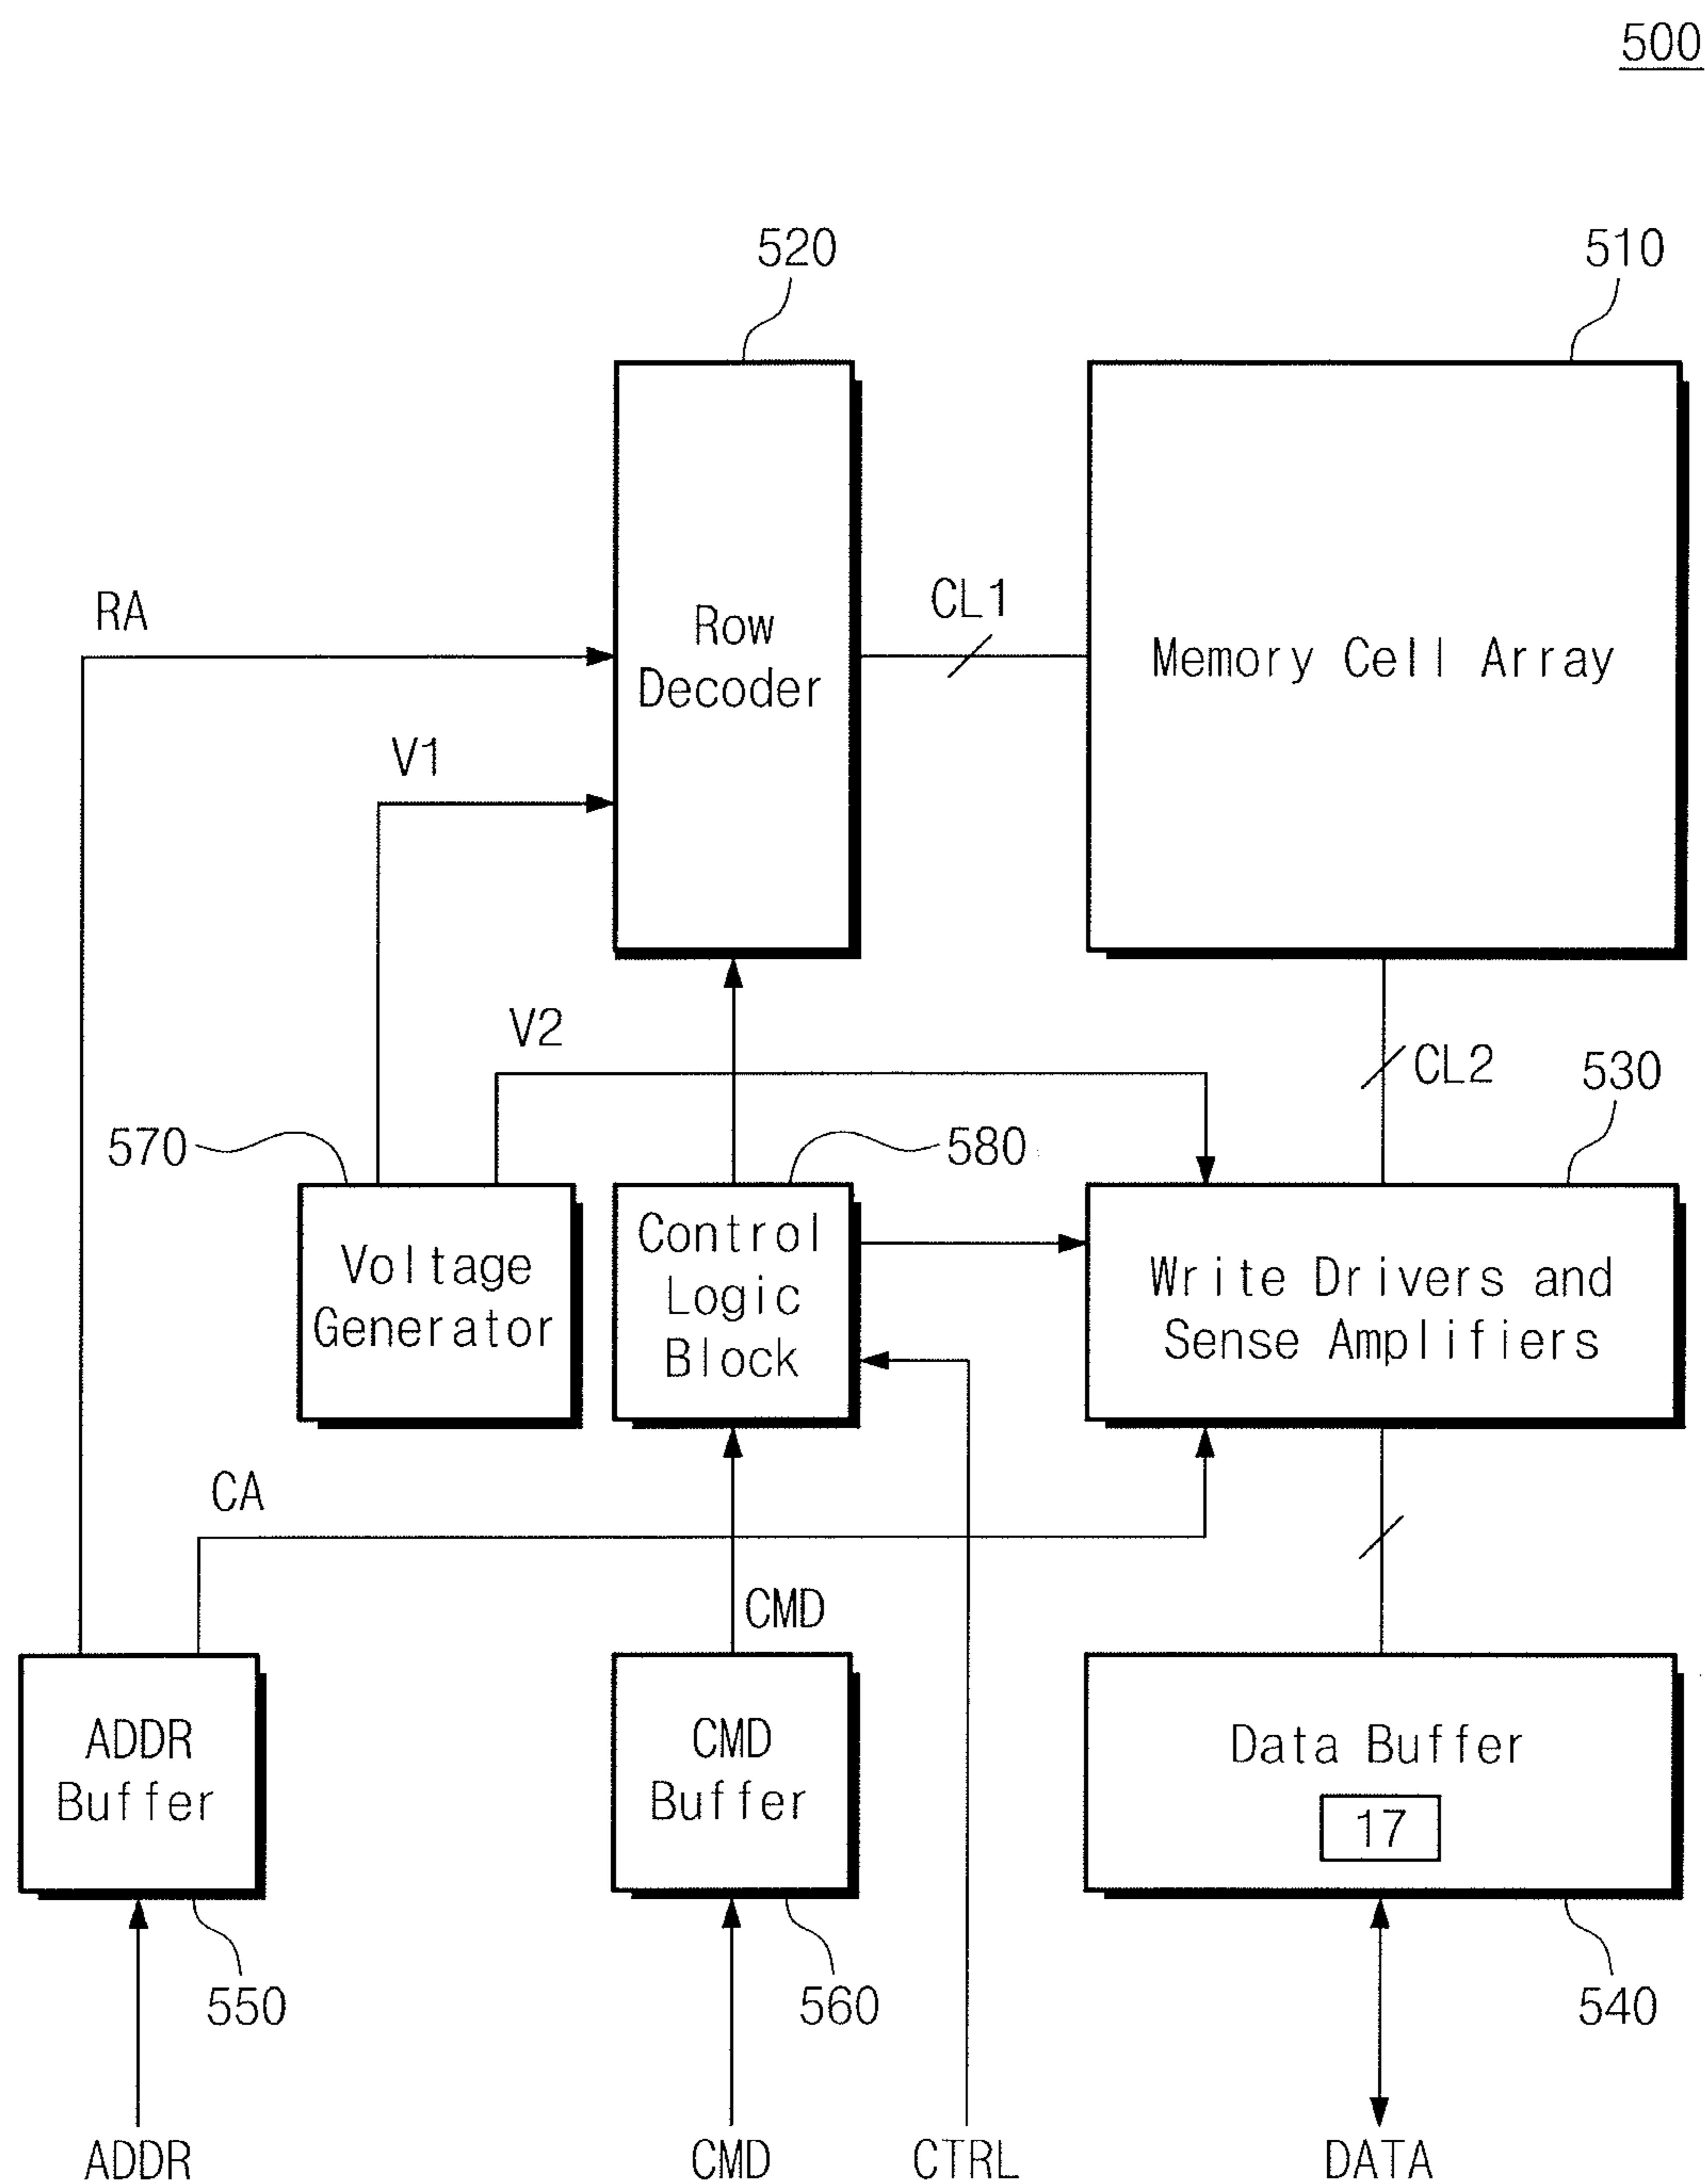 500
520
510
RA
CL1
Row
Decoder
Memory Cell Array
V1
V2
CL2
530
570
580
Voltage
Generator
Control
Logic
Block
Write Drivers and
Sense Amplifiers
CA
CMD
ADDR
Buffer
CMD
Buffer
Data Buffer
17
550
560
540
ADDR
CMD
CTRL
DATA